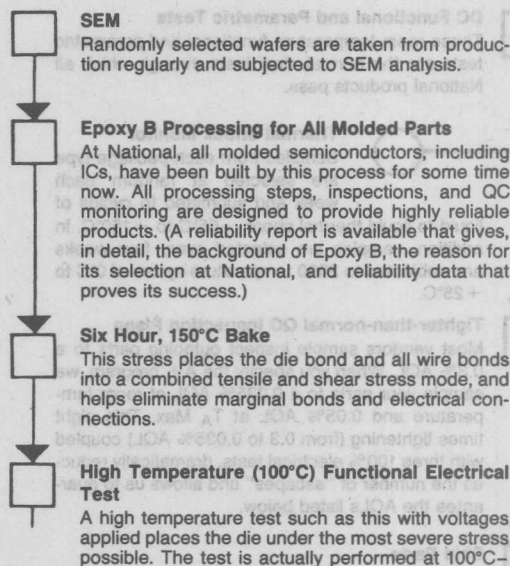 SEM
Randomly selected wafers are taken from produc-
tion regularly and subjected to SEM analysis.
Epoxy B Processing for All Molded Parts
At National, all molded semiconductors, including
ICs, have been built by this process for some time
now. All processing steps, inspections, and QC
monitoring are designed to provide highly reliable
products. (A reliability report is available that gives,
in detail, the background of Epoxy B, the reason for
its selection at National, and reliability data that
proves its success.)
Six Hour, 150°C Bake
This stress places the die bond and all wire bonds
into a combined tensile and shear stress mode, and
helps eliminate marginal bonds and electrical con-
nections.
High Temperature (100°C) Functional Electrical
Test
A high temperature test such as this with voltages
applied places the die under the most severe stress
possible. The test is actually performed at 100°C–